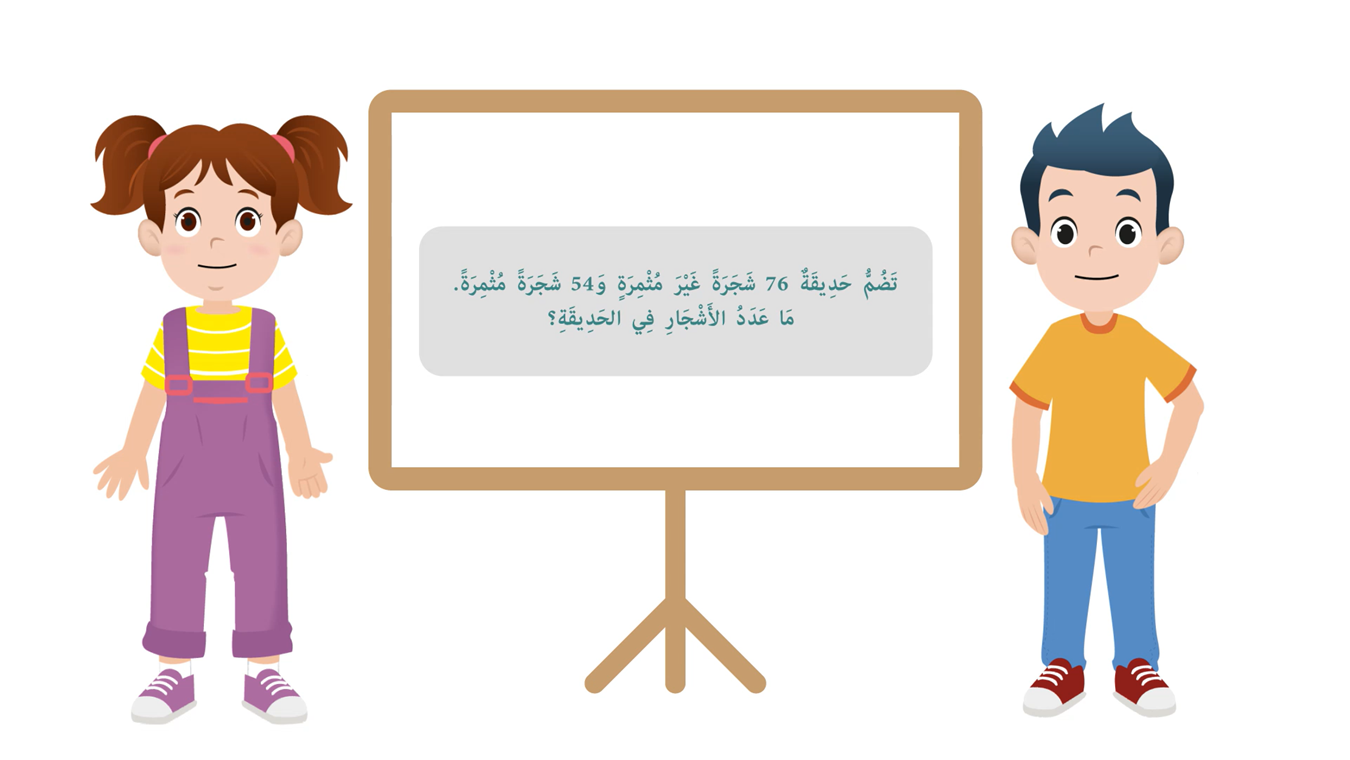 تَضُمُّ حَدِيقَةٌ 76 شَجَرَةً غَيْرَ مُثْمِرَةٍ وَ54 شَجَرَةً مُثْمِرَةً.
مَا عَدَدُ الأَشْجَارِ فِي الحَدِيقَةِ؟